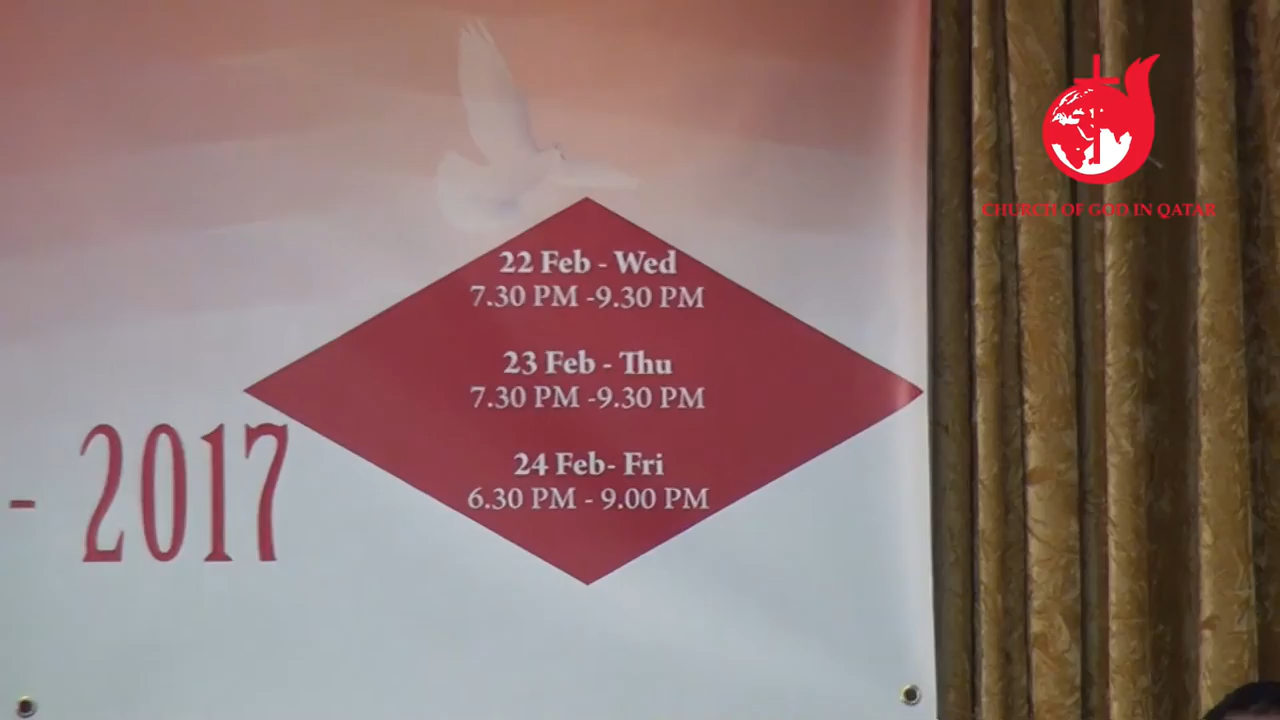 CHURCH OF GOD IN QATAR
22 Feb - Wed
7.30 PM -9.30 PM
23 Feb - Thu
7.30 PM -9.30 PM
24 Feb- Fri
6.30 PM - 9.00 PM
- 2017